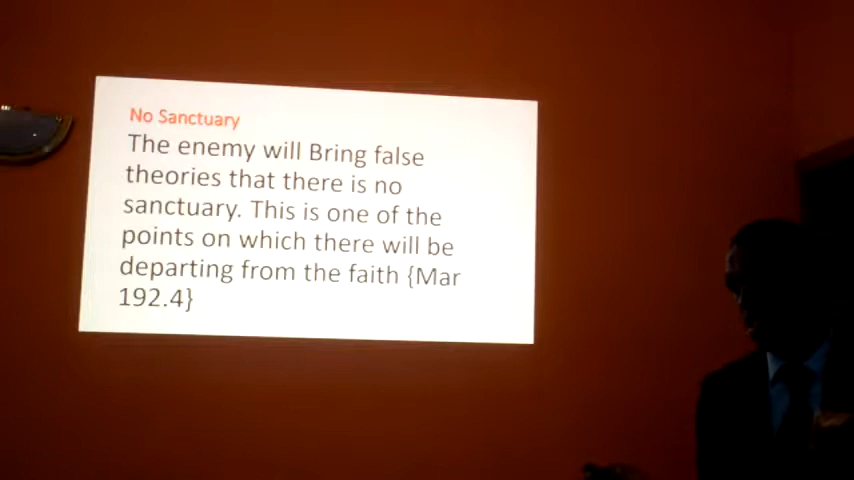 No Sanctuary
The enemy will Bring false
theories that there is no
sanctuary. This is one of the
points on which there will be
departing from the faith {Mar
192.4}